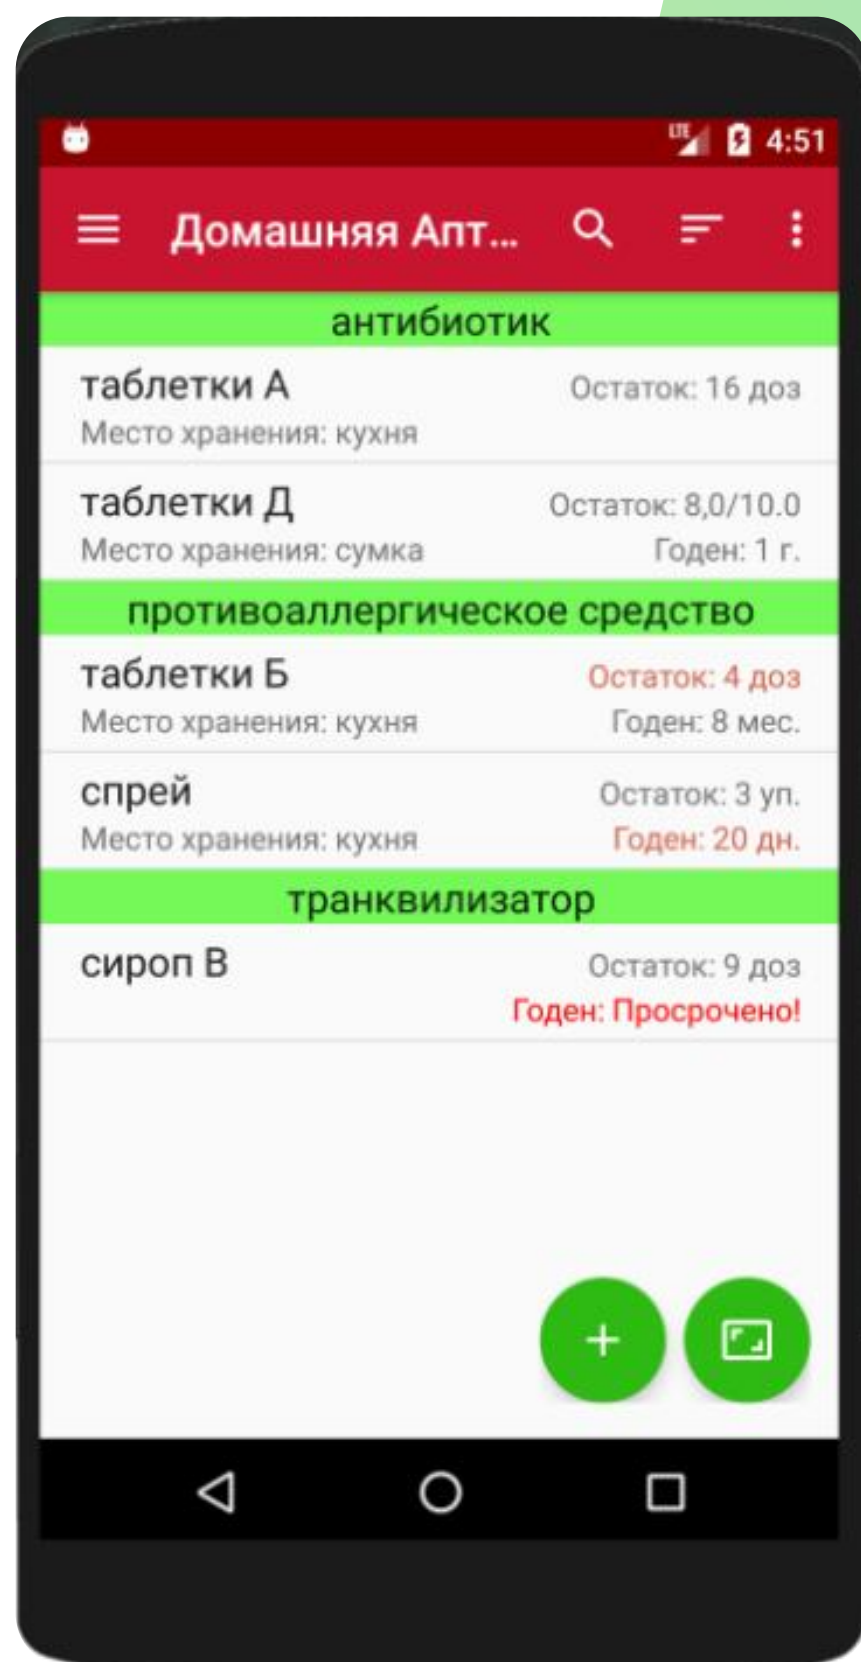 LTE 4:51
Домашняя Апт...
антибиотик
таблетки А Остаток: 16 доз
Место хранения: кухня
таблетки Д Остаток: 8,0/10.0
Место хранения: сумка Годен: 1 г.
противоаллергическое средство
таблетки Б Остаток: 4 доз
Место хранения: кухня Годен: 8 мес.
спрей Остаток: 3 уп.
Место хранения: кухня Годен: 20 дн.
транквилизатор
сироп В Остаток: 9 доз
Годен: Просрочено!